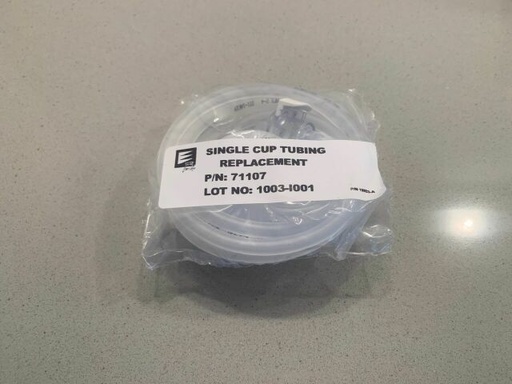 SINGLE CUP TUBING
REPLACEMENT
P/N: 71107
LOT NO: 1003-I001